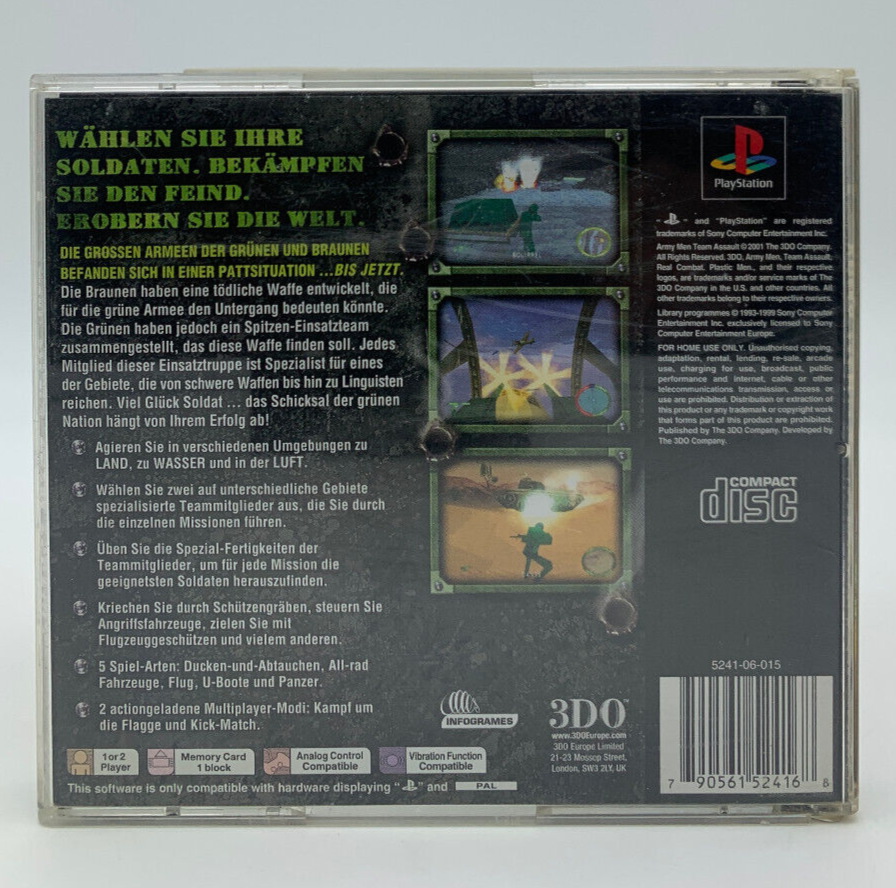 WÄHLEN SIE IHRE
SOLDATEN. BEKÄMPFEN
SIE DEN FEIND.
EROBERN SIE DIE WELT.
DIE GROSSEN ARMEEN DER GRÜNEN UND BRAUNEN
BEFANDEN SICH IN EINER PATTSITUATION ...BIS JETZT.
Die Braunen haben eine tödliche Waffe entwickelt, die
für die grüne Armee den Untergang bedeuten könnte.
Die Grünen haben jedoch ein Spitzen-Einsatzteam
zusammengestellt, das diese Waffe finden soll. Jedes
Mitglied dieser Einsatztruppe ist Spezialist für eines
der Gebiete, die von schwere Waffen bis hin zu Linguisten
reichen. Viel Glück Soldat ... das Schicksal der grünen
Nation hängt von Ihrem Erfolg ab!
Agieren Sie in verschiedenen Umgebungen zu
LAND, zu WASSER und in der LUFT.
Wählen Sie zwei auf unterschiedliche Gebiete
spezialisierte Teammitglieder aus, die Sie durch
die einzelnen Missionen führen.
Üben Sie die Spezial-Fertigkeiten der
Teammitglieder, um für jede Mission die
geeignetsten Soldaten herauszufinden.
Kriechen Sie durch Schützengräben, steuern Sie
Angriffsfahrzeuge, zielen Sie mit
Flugzeuggeschützen und vielem anderen.
5 Spiel-Arten: Ducken-und-Abtauchen, All-rad
Fahrzeuge, Flug, U-Boote und Panzer.
2 actiongeladene Multiplayer-Modi: Kampf um
die Flagge und Kick-Match.
1 or 2
Player
Memory Card
1 block
Analog Control
Compatible
Vibration Function
Compatible
This software is only compatible with hardware displaying " " and PAL
INFOGRAMES
3DO™
www.3DOEurope.com
3DO Europe Limited
21-23 Mossop Street,
London, SW3 2LY, UK
PlayStation
" " and "PlayStation" are registered
trademarks of Sony Computer Entertainment Inc.
Army Men Team Assault © 2001 The 3DO Company.
All Rights Reserved. 3DO, Army Men, Team Assault,
Real Combat. Plastic Men., and their respective
logos, are trademarks and/or service marks of The
3DO Company in the U.S. and other countries. All
other trademarks belong to their respective owners.
Library programmes © 1993-1999 Sony Computer
Entertainment Inc. exclusively licensed to Sony
Computer Entertainment Europe.
FOR HOME USE ONLY. Unauthorised copying,
adaptation, rental, lending, re-sale, arcade
use, charging for use, broadcast, public
performance and internet, cable or other
telecommunications transmission, access or
use are prohibited. Distribution or extraction of
this product or any trademark or copyright work
that forms part of this product are prohibited.
Published by The 3DO Company. Developed by
The 3DO Company.
COMPACT
disc
5241-06-015
7 90561 52416 8